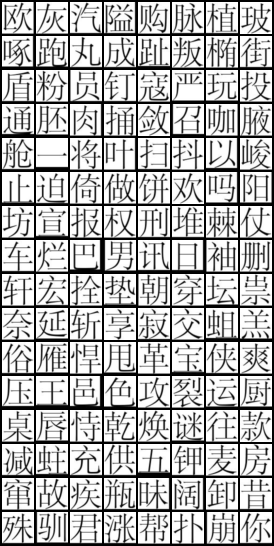 欧灰汽隘购脉植玻
啄跑丸成趾叛椭街
盾粉员钉寇严玩投
通胚肉捅敛召咖腋
舱一将叶扫抖以峻
止迫倚做饼欢吗阳
坊宣报权刑堆棘仗
车烂巴男讯日袖删
轩宏拴垫朝穿坛祟
奈延斩享寂交蛆羔
俗雁悍甩革宝侠爽
压王邑色攻裂运厨
桌唇恃乾焕谜往款
减蛀充供五钾麦房
窜故疾瓶昧阔卸昔
殊驯君涨帮扑崩你